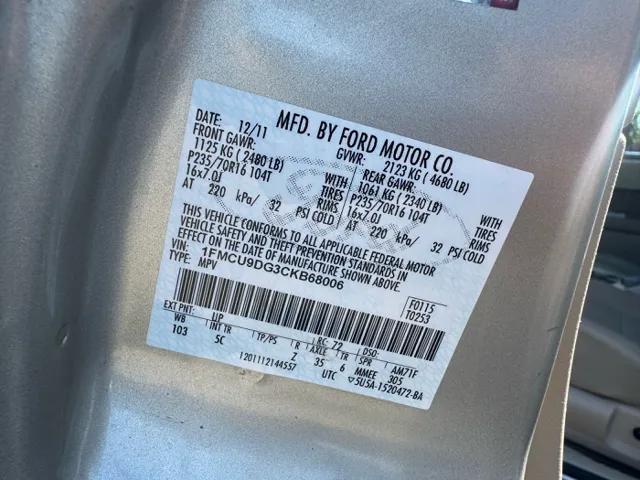 MFD. BY FORD MOTOR CO.
DATE: 12/11 GVWR: 2123 KG ( 4680 LB)
FRONT GAWR: REAR GAWR:
1125 KG ( 2480 LB) WITH 1061 KG ( 2340 LB) WITH
P235/70R16 104T TIRES P235/70R16 104T TIRES
16x7.0J RIMS 16x7.0J RIMS
AT 220 kPa/ 32 PSI COLD AT 220 kPa/ 32 PSI COLD
THIS VEHICLE CONFORMS TO ALL APPLICABLE FEDERAL MOTOR
VEHICLE SAFETY AND THEFT PREVENTION STANDARDS IN
EFFECT ON THE DATE OF MANUFACTURE SHOWN ABOVE.
VIN: 1FMCU9DG3CKB68006
TYPE: MPV
F0115
T0253
EXT PNT: UP RC: 72 DSO:
WB INT TR TP/PS R AXLE TR SPR AM71F
103 5C Z 35 6 MMEE 305
1201112144557 UTC 5U5A-1520472-BA